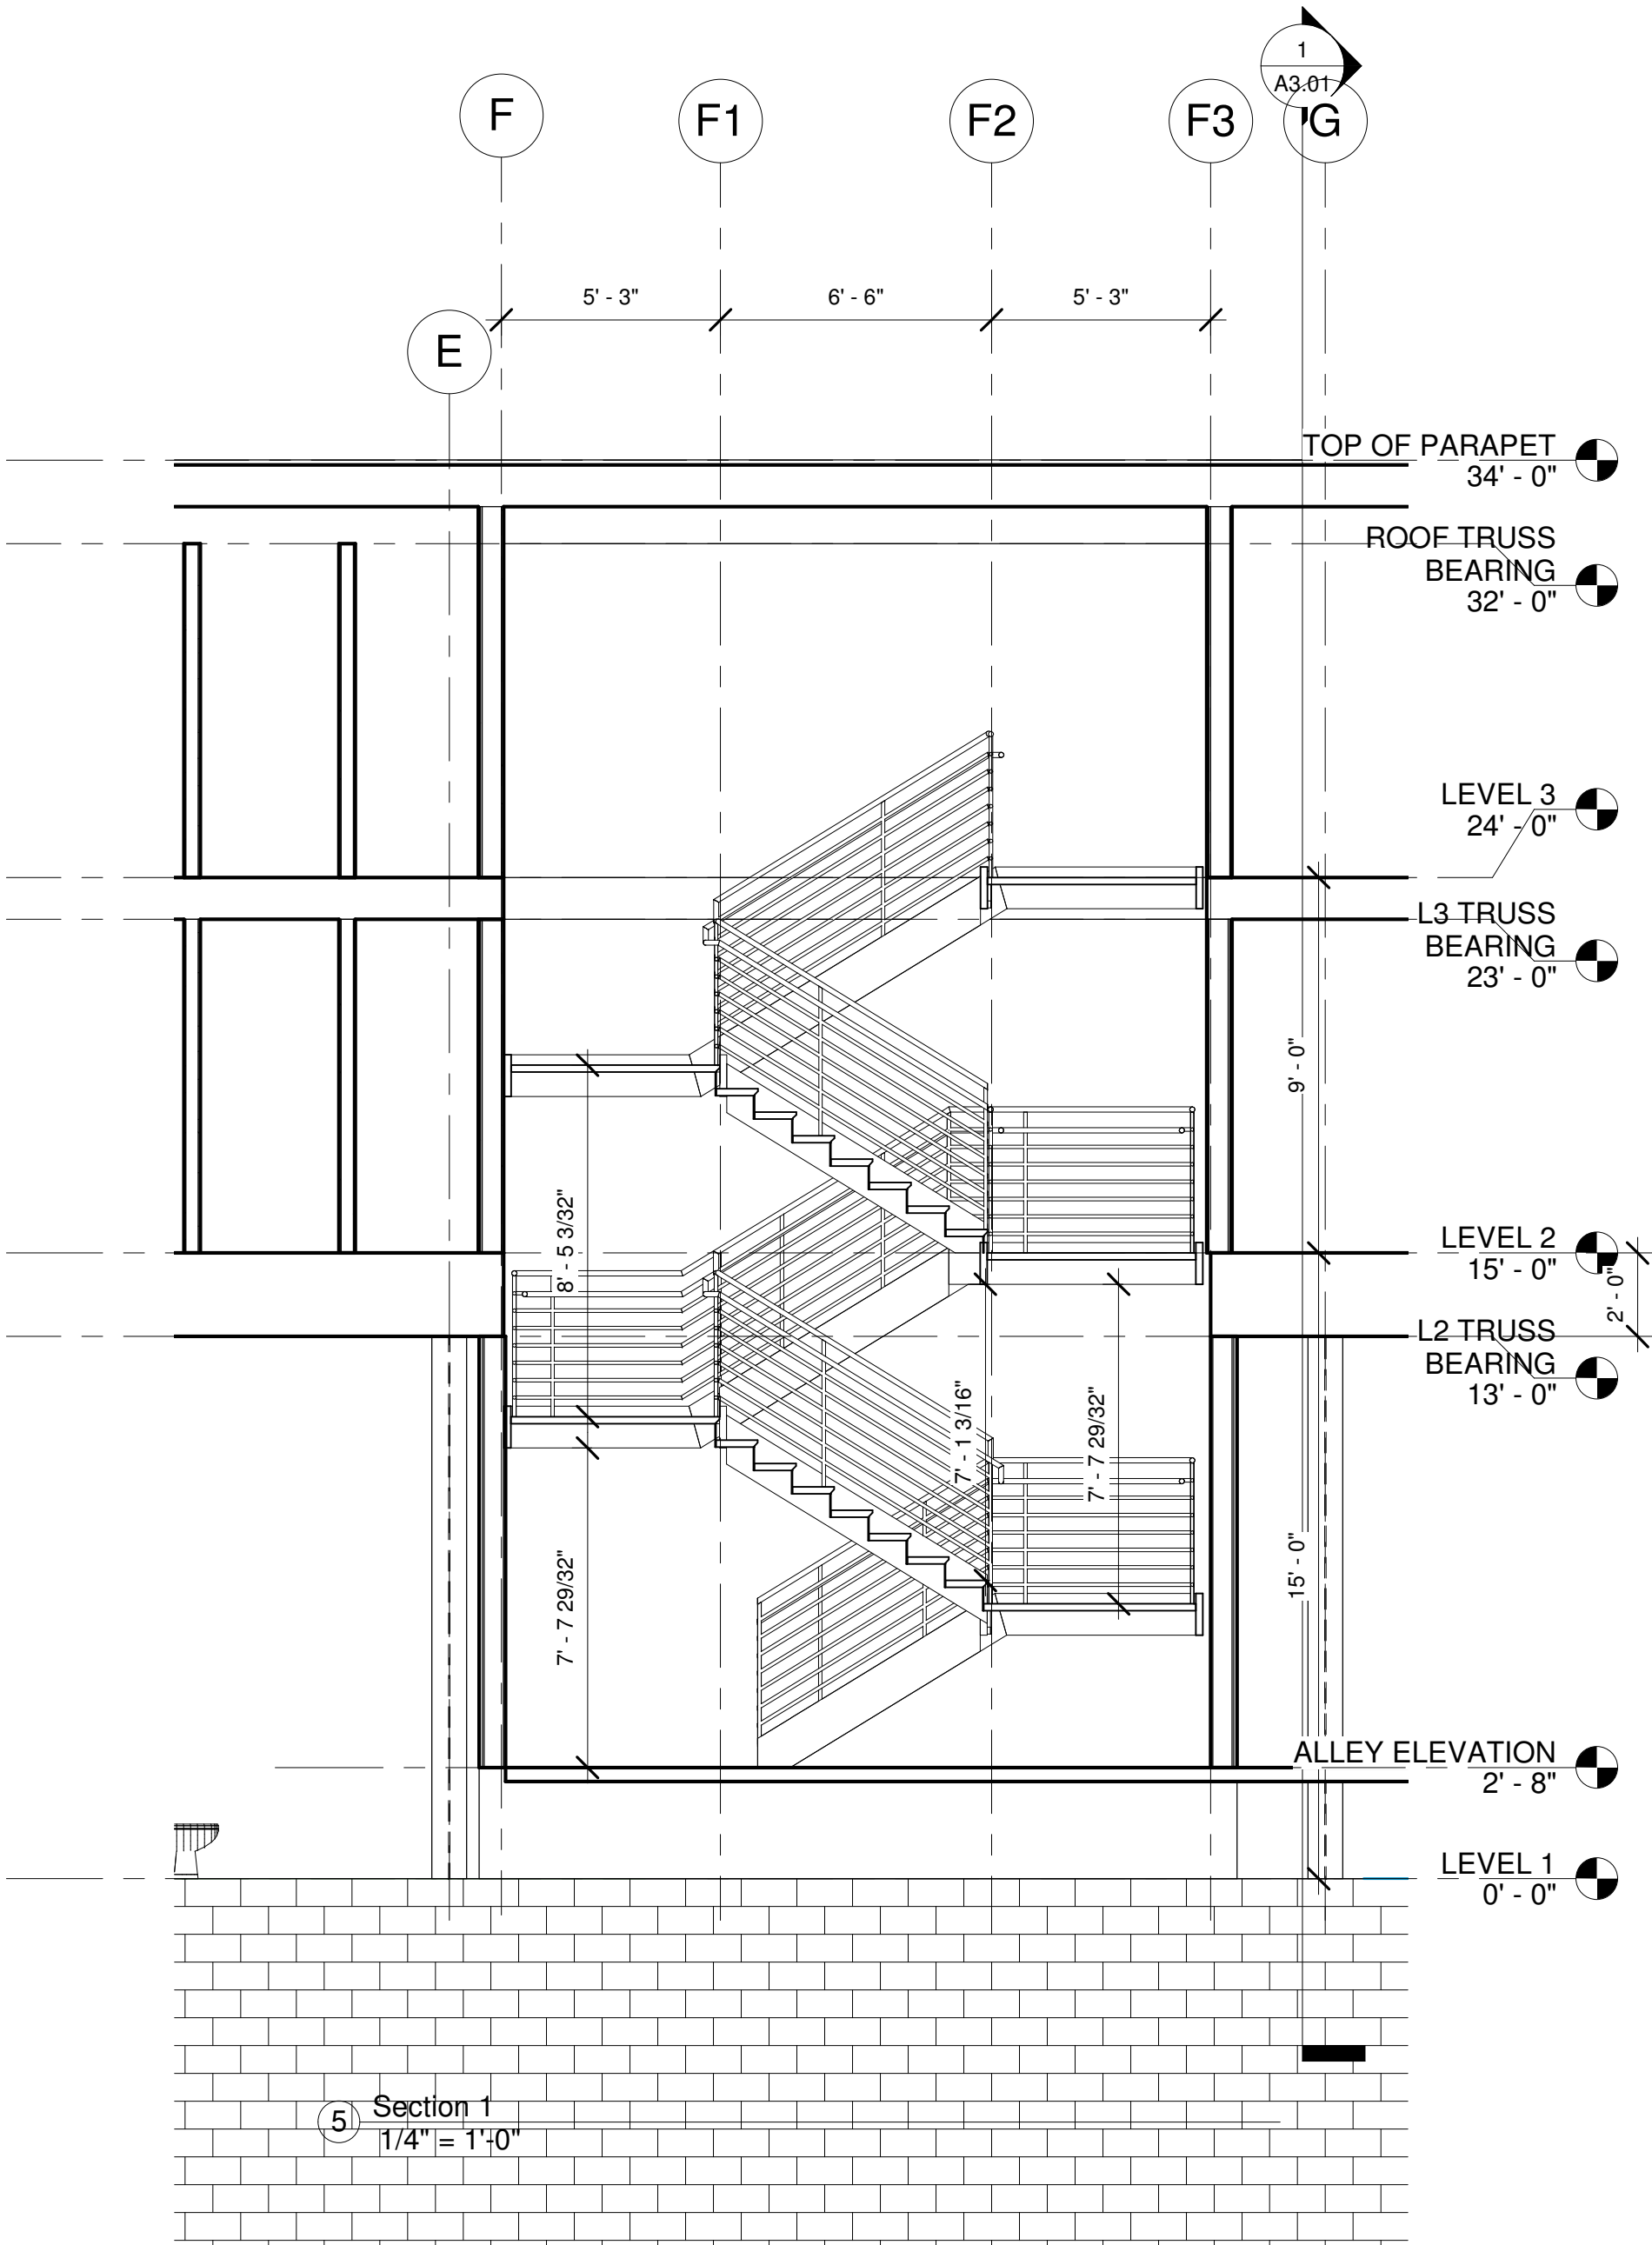 1
A3.01
F
F1
F2
F3
G
5' - 3"
6' - 6"
5' - 3"
E
TOP OF PARAPET
34' - 0"
ROOF TRUSS
BEARING
32' - 0"
LEVEL 3
24' - 0"
L3 TRUSS
BEARING
23' - 0"
9' - 0"
8' - 5 3/32"
LEVEL 2
15' - 0"
2' - 0"
L2 TRUSS
BEARING
13' - 0"
7' - 1 3/16"
7' - 7 29/32"
15' - 0"
7' - 7 29/32"
ALLEY ELEVATION
2' - 8"
LEVEL 1
0' - 0"
5
Section 1
1/4" = 1'-0"